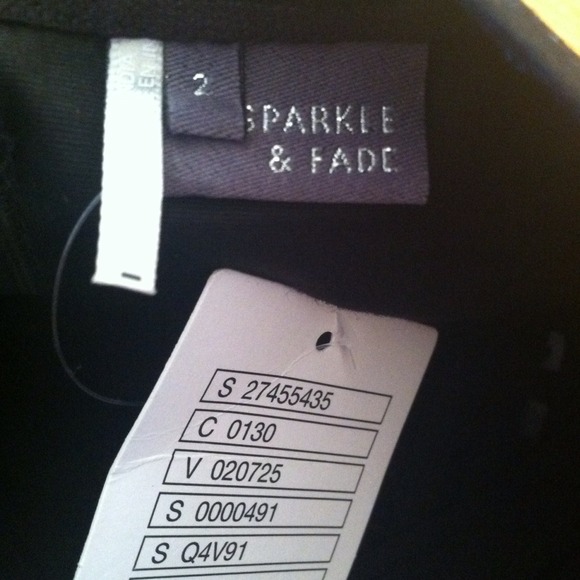 2
SPARKLE
& FADE
S 27455435
C 0130
V 020725
S 0000491
S Q4V91